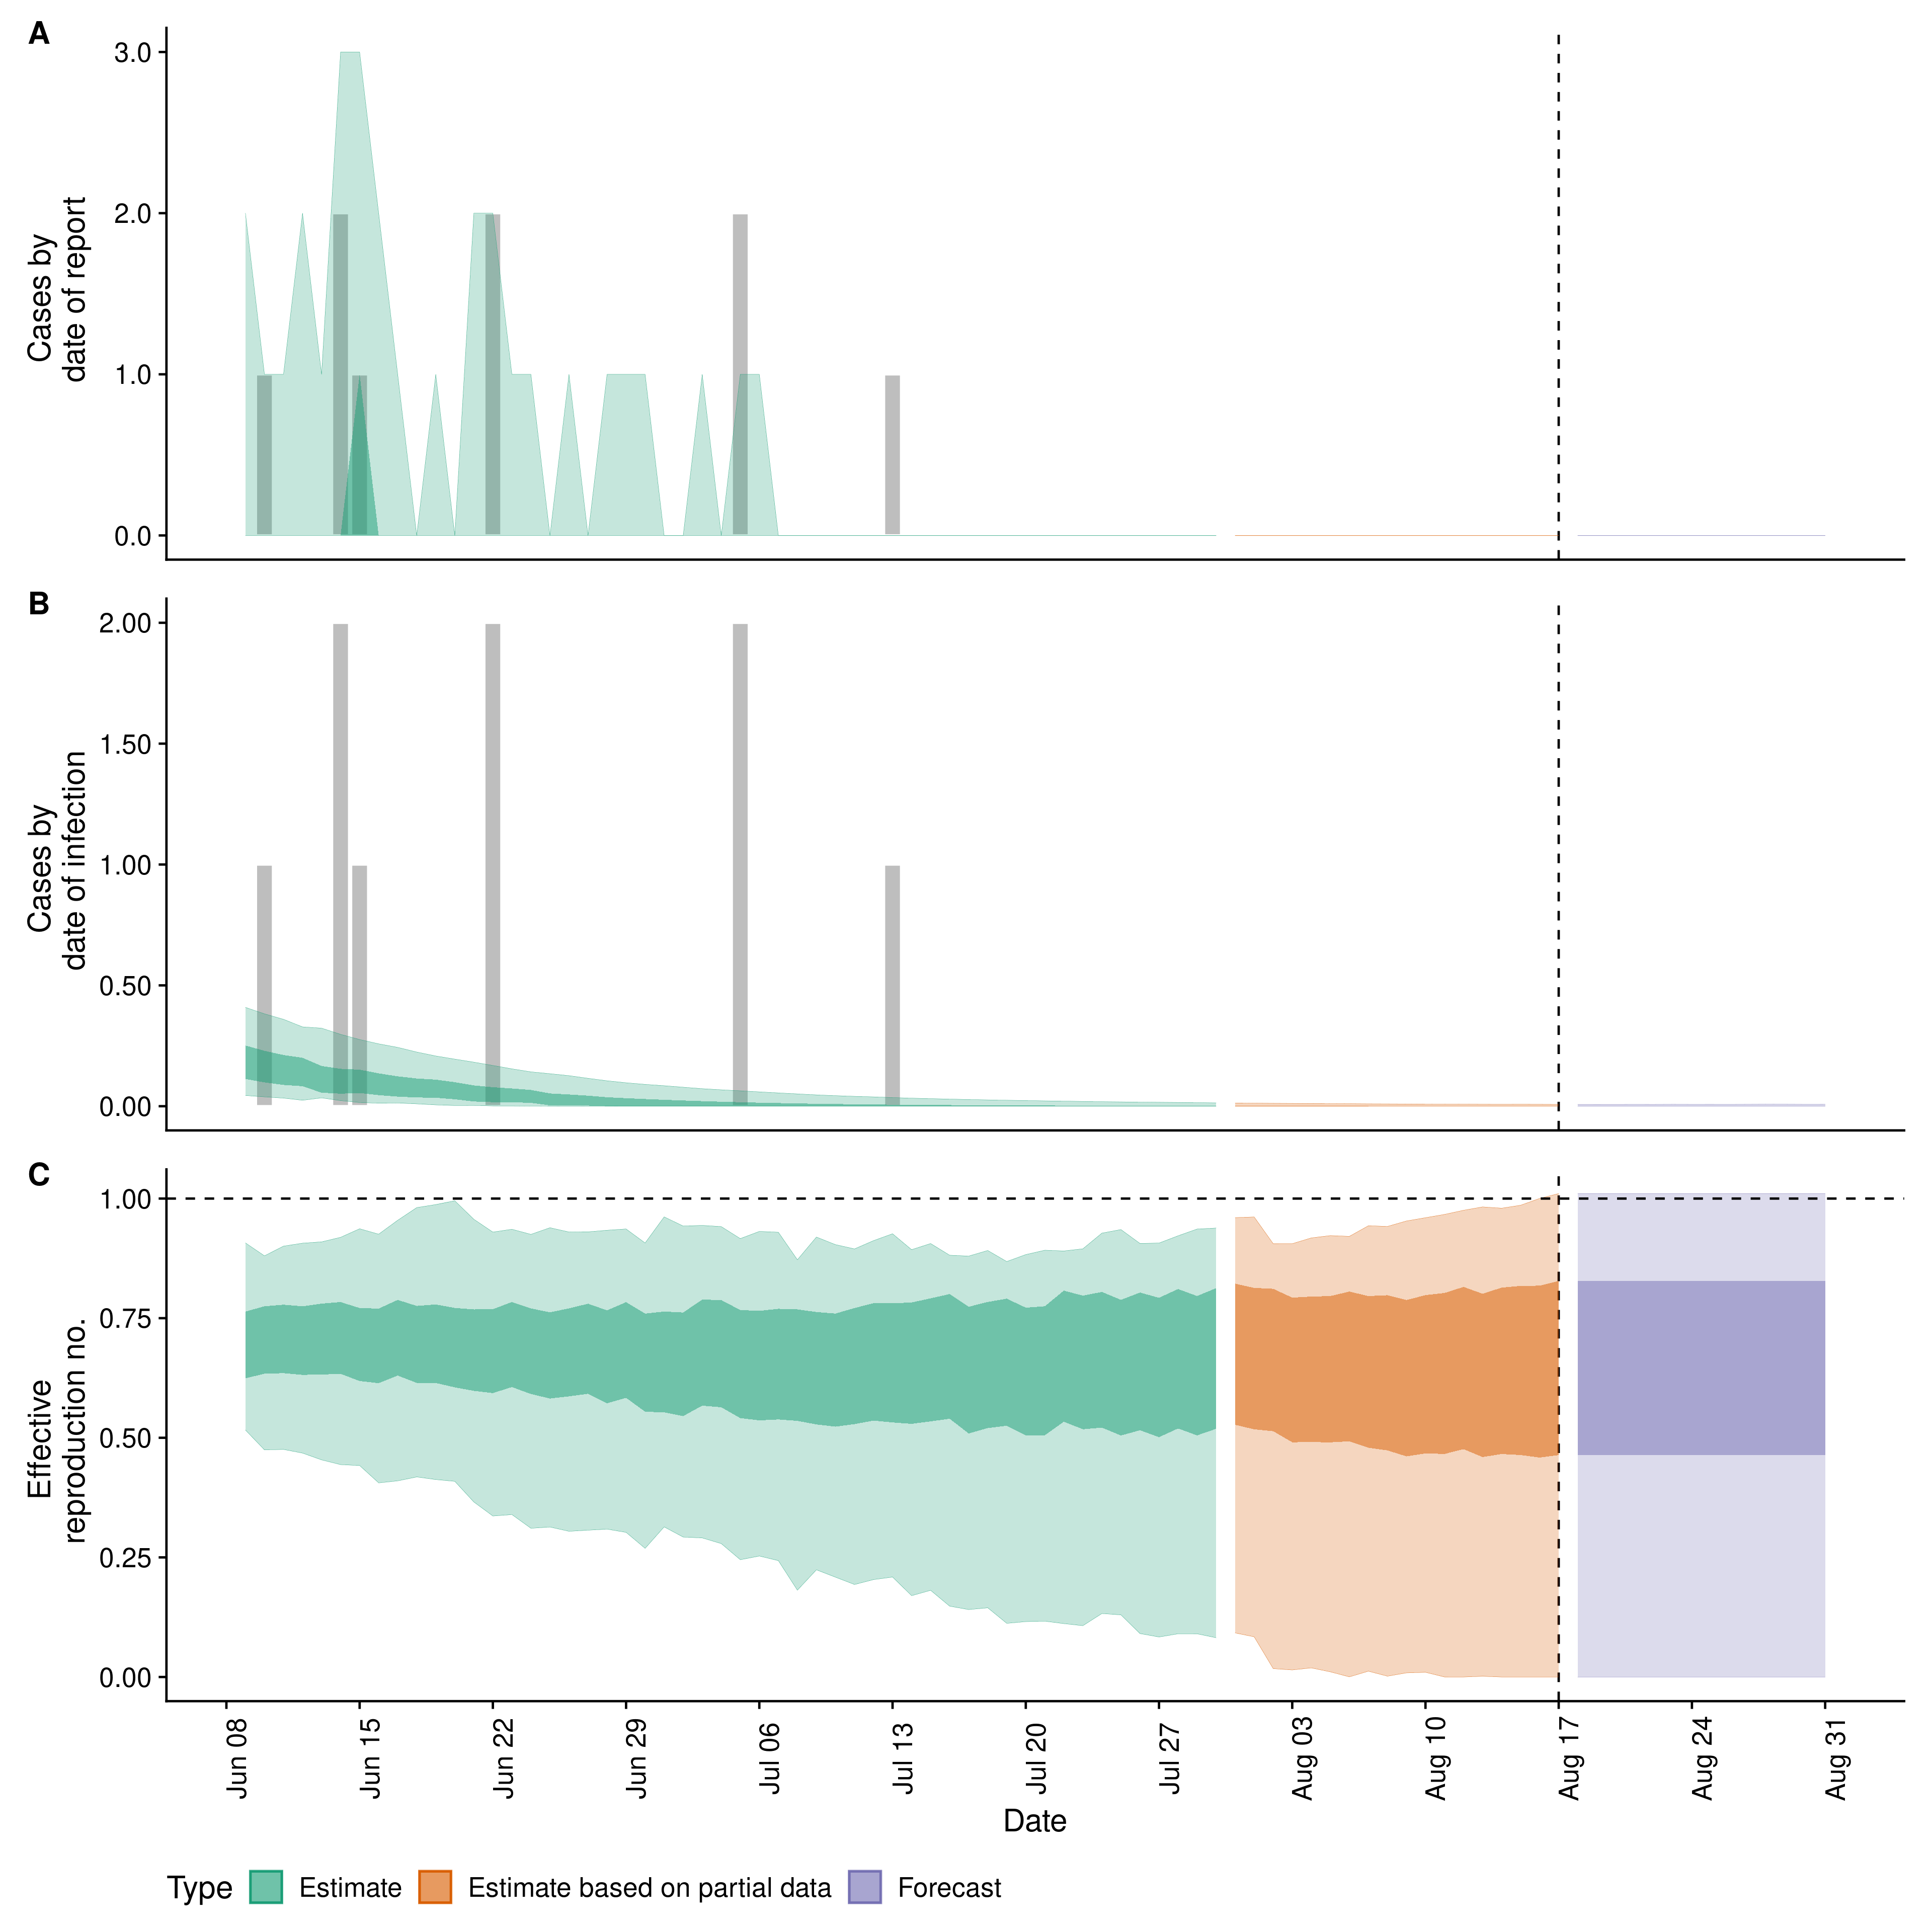 A
3.0
2.0
1.0
0.0
Cases by
date of report
B
2.00
1.50
1.00
0.50
0.00
Cases by
date of infection
C
1.00
0.75
0.50
0.25
0.00
Effective
reproduction no.
Jun 08
Jun 15
Jun 22
Jun 29
Jul 06
Jul 13
Jul 20
Jul 27
Aug 03
Aug 10
Aug 17
Aug 24
Aug 31
Date
Type Estimate Estimate based on partial data Forecast